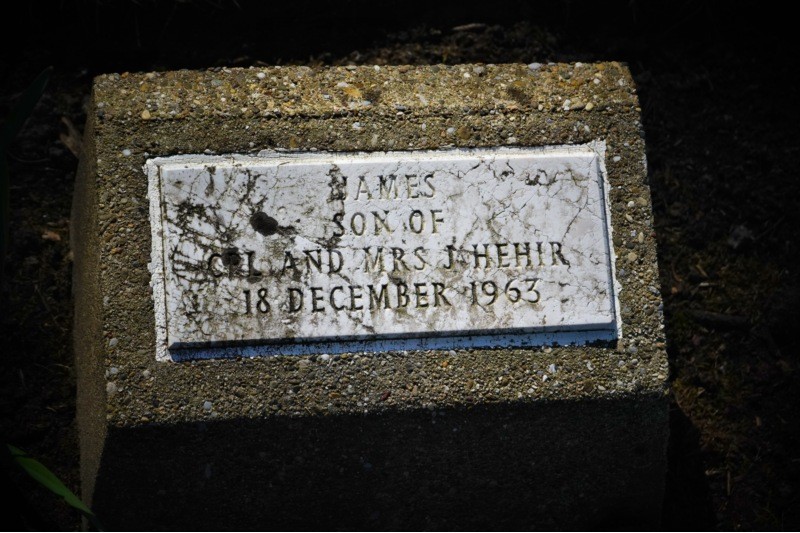 JAMES
SON OF
CPL AND MRS J HEHIR
18 DECEMBER 1963